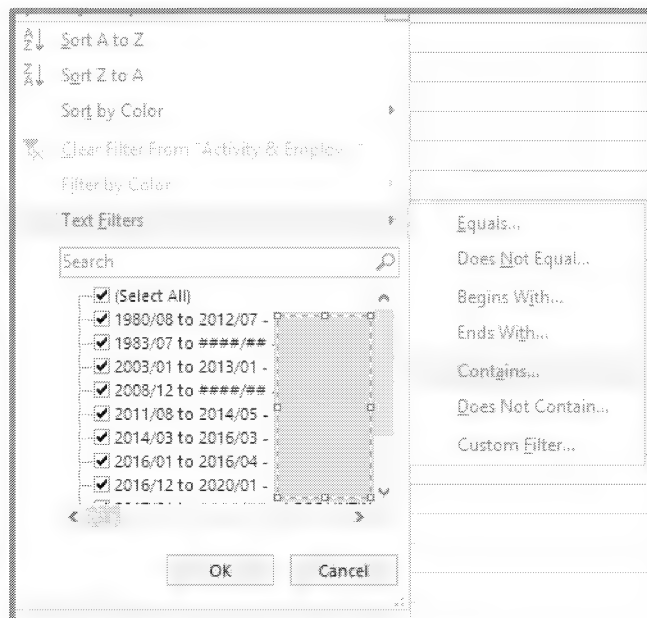 Sort A to Z
Sort Z to A
Sort by Color
Clear Filter From "Activity & Employ..."
Filter by Color
Text Filters
Search
(Select All)
1980/08 to 2012/07 -
1983/07 to ####/## -
2003/01 to 2013/01 -
2008/12 to ####/## -
2011/08 to 2014/05 -
2014/03 to 2016/03 -
2016/01 to 2016/04 -
2016/12 to 2020/01 -
OK
Cancel
Equals...
Does Not Equal...
Begins With...
Ends With...
Contains...
Does Not Contain...
Custom Filter...